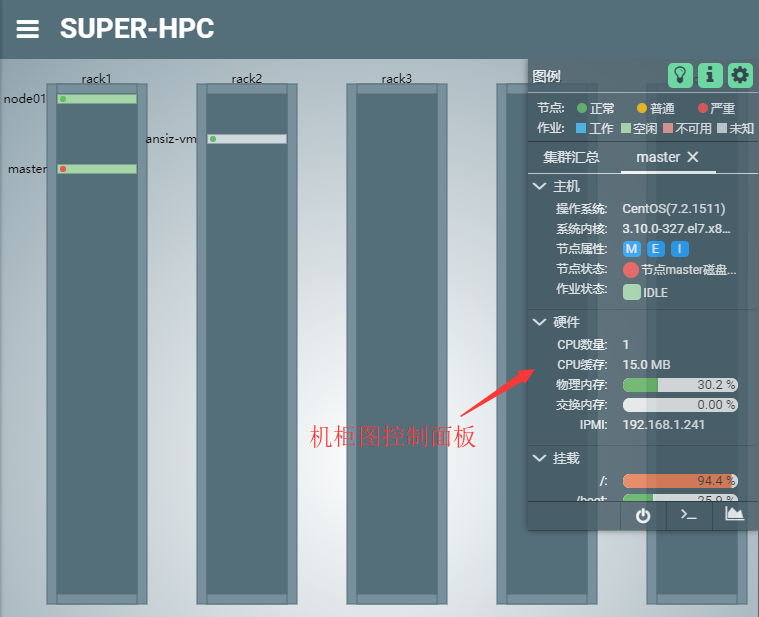 SUPER-HPC
rack1
rack2
rack3
node01
ansiz-vm
master
图例
节点: 正常 普通 严重
作业: 工作 空闲 不可用 未知
集群汇总 master
主机
操作系统: CentOS(7.2.1511)
系统内核: 3.10.0-327.el7.x8...
节点属性: M E I
节点状态: 节点master磁盘...
作业状态: IDLE
硬件
CPU数量: 1
CPU缓存: 15.0 MB
物理内存: 30.2 %
交换内存: 0.00 %
IPMI: 192.168.1.241
挂载
/: 94.4 %
/boot: 25.9 %
机柜图控制面板